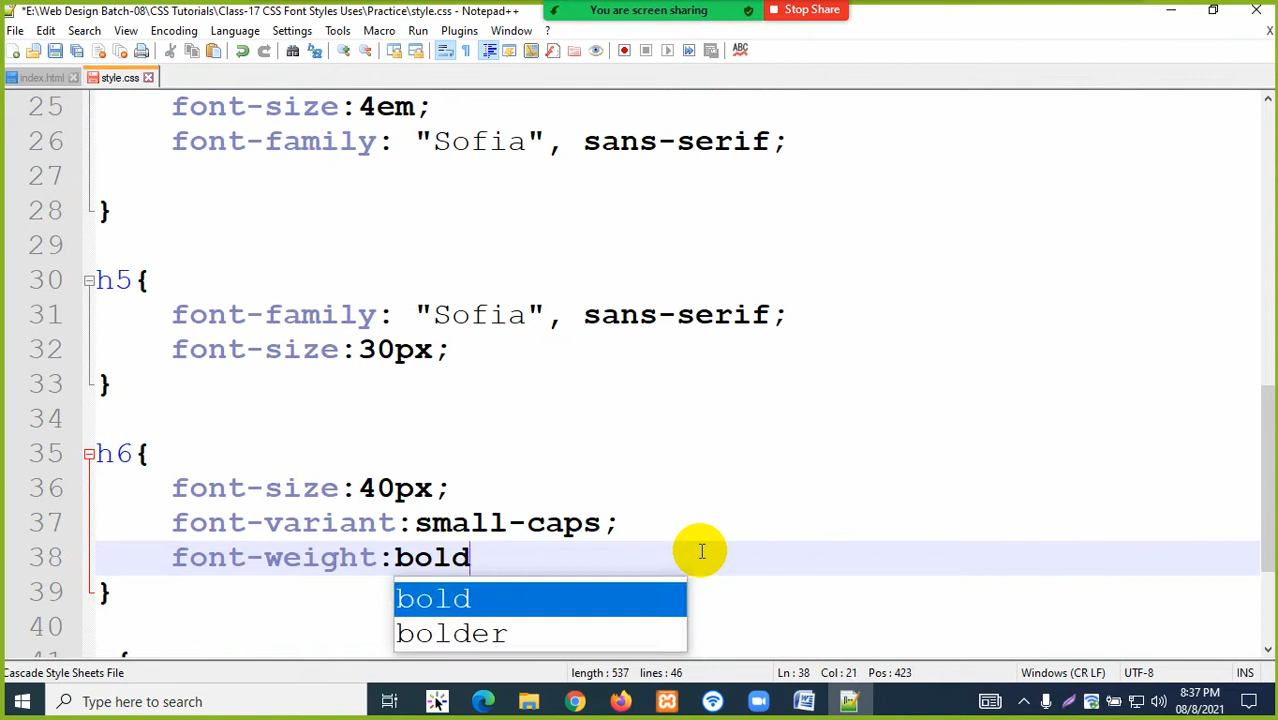 *E:\Web Design Batch-08\CSS Tutorials\Class-17 CSS Font Styles Uses\Practice\style.css - Notepad++
You are screen sharing
Stop Share
File Edit Search View Encoding Language Settings Tools Macro Run Plugins Window ?
X
ABC
index.html style.css
25 font-size:4em;
26 font-family: "Sofia", sans-serif;
27
28 }
29
30 h5{
31 font-family: "Sofia", sans-serif;
32 font-size:30px;
33 }
34
35 h6{
36 font-size:40px;
37 font-variant:small-caps;
38 font-weight:bold
bold
39 }
bolder
40
Cascade Style Sheets File length : 537 lines : 46 Ln : 38 Col : 21 Pos : 423 Windows (CR LF) UTF-8 INS
Type here to search
8:37 PM
08/8/2021